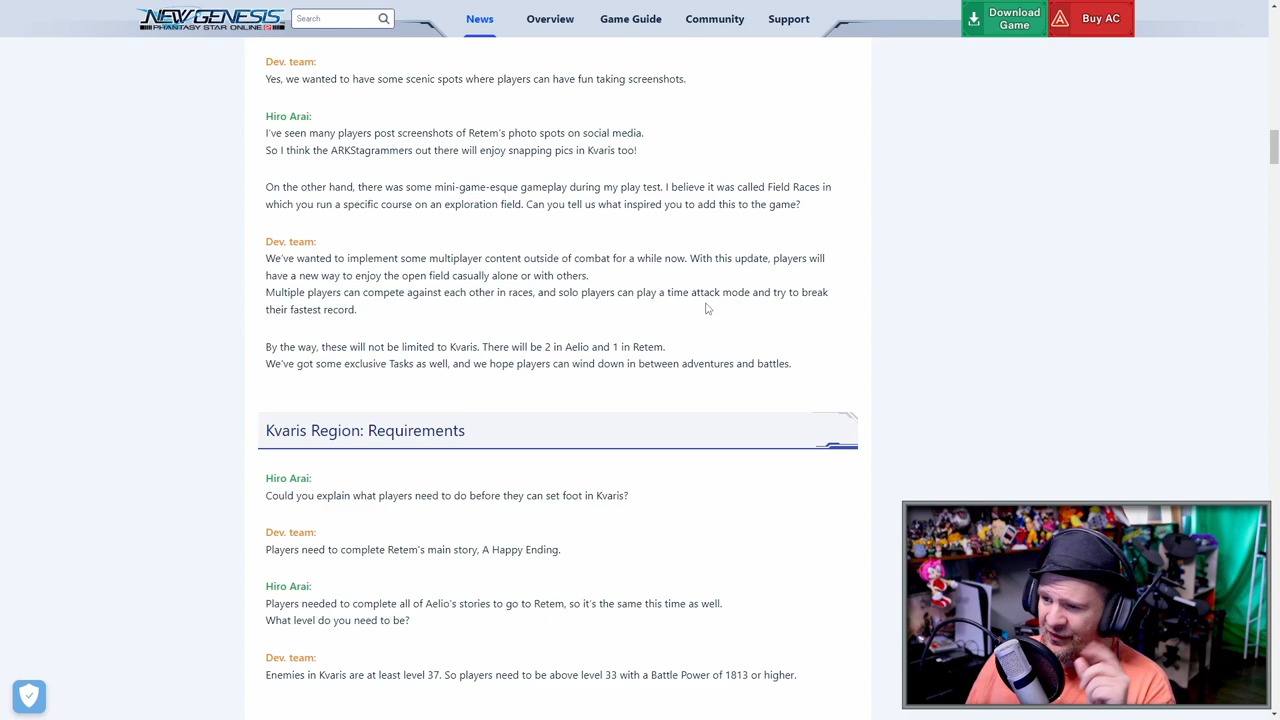 NEW GENESIS
PHANTASY STAR ONLINE 2
Search
News
Overview
Game Guide
Community
Support
Download
Game
Buy AC
Dev. team:
Yes, we wanted to have some scenic spots where players can have fun taking screenshots.
Hiro Arai:
I've seen many players post screenshots of Retem's photo spots on social media.
So I think the ARKStagrammers out there will enjoy snapping pics in Kvaris too!
On the other hand, there was some mini-game-esque gameplay during my play test. I believe it was called Field Races in
which you run a specific course on an exploration field. Can you tell us what inspired you to add this to the game?
Dev. team:
We've wanted to implement some multiplayer content outside of combat for a while now. With this update, players will
have a new way to enjoy the open field casually alone or with others.
Multiple players can compete against each other in races, and solo players can play a time attack mode and try to break
their fastest record.
By the way, these will not be limited to Kvaris. There will be 2 in Aelio and 1 in Retem.
We've got some exclusive Tasks as well, and we hope players can wind down in between adventures and battles.
Kvaris Region: Requirements
Hiro Arai:
Could you explain what players need to do before they can set foot in Kvaris?
Dev. team:
Players need to complete Retem's main story, A Happy Ending.
Hiro Arai:
Players needed to complete all of Aelio's stories to go to Retem, so it's the same this time as well.
What level do you need to be?
Dev. team:
Enemies in Kvaris are at least level 37. So players need to be above level 33 with a Battle Power of 1813 or higher.